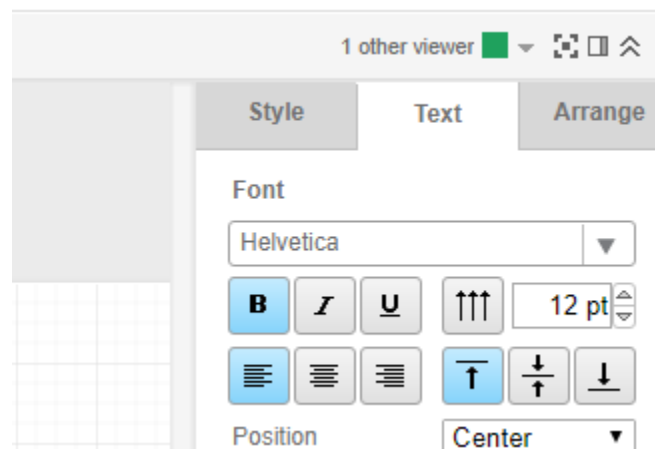 1 other viewer
Style Text Arrange
Font
Helvetica
B I U 12 pt
Position Center